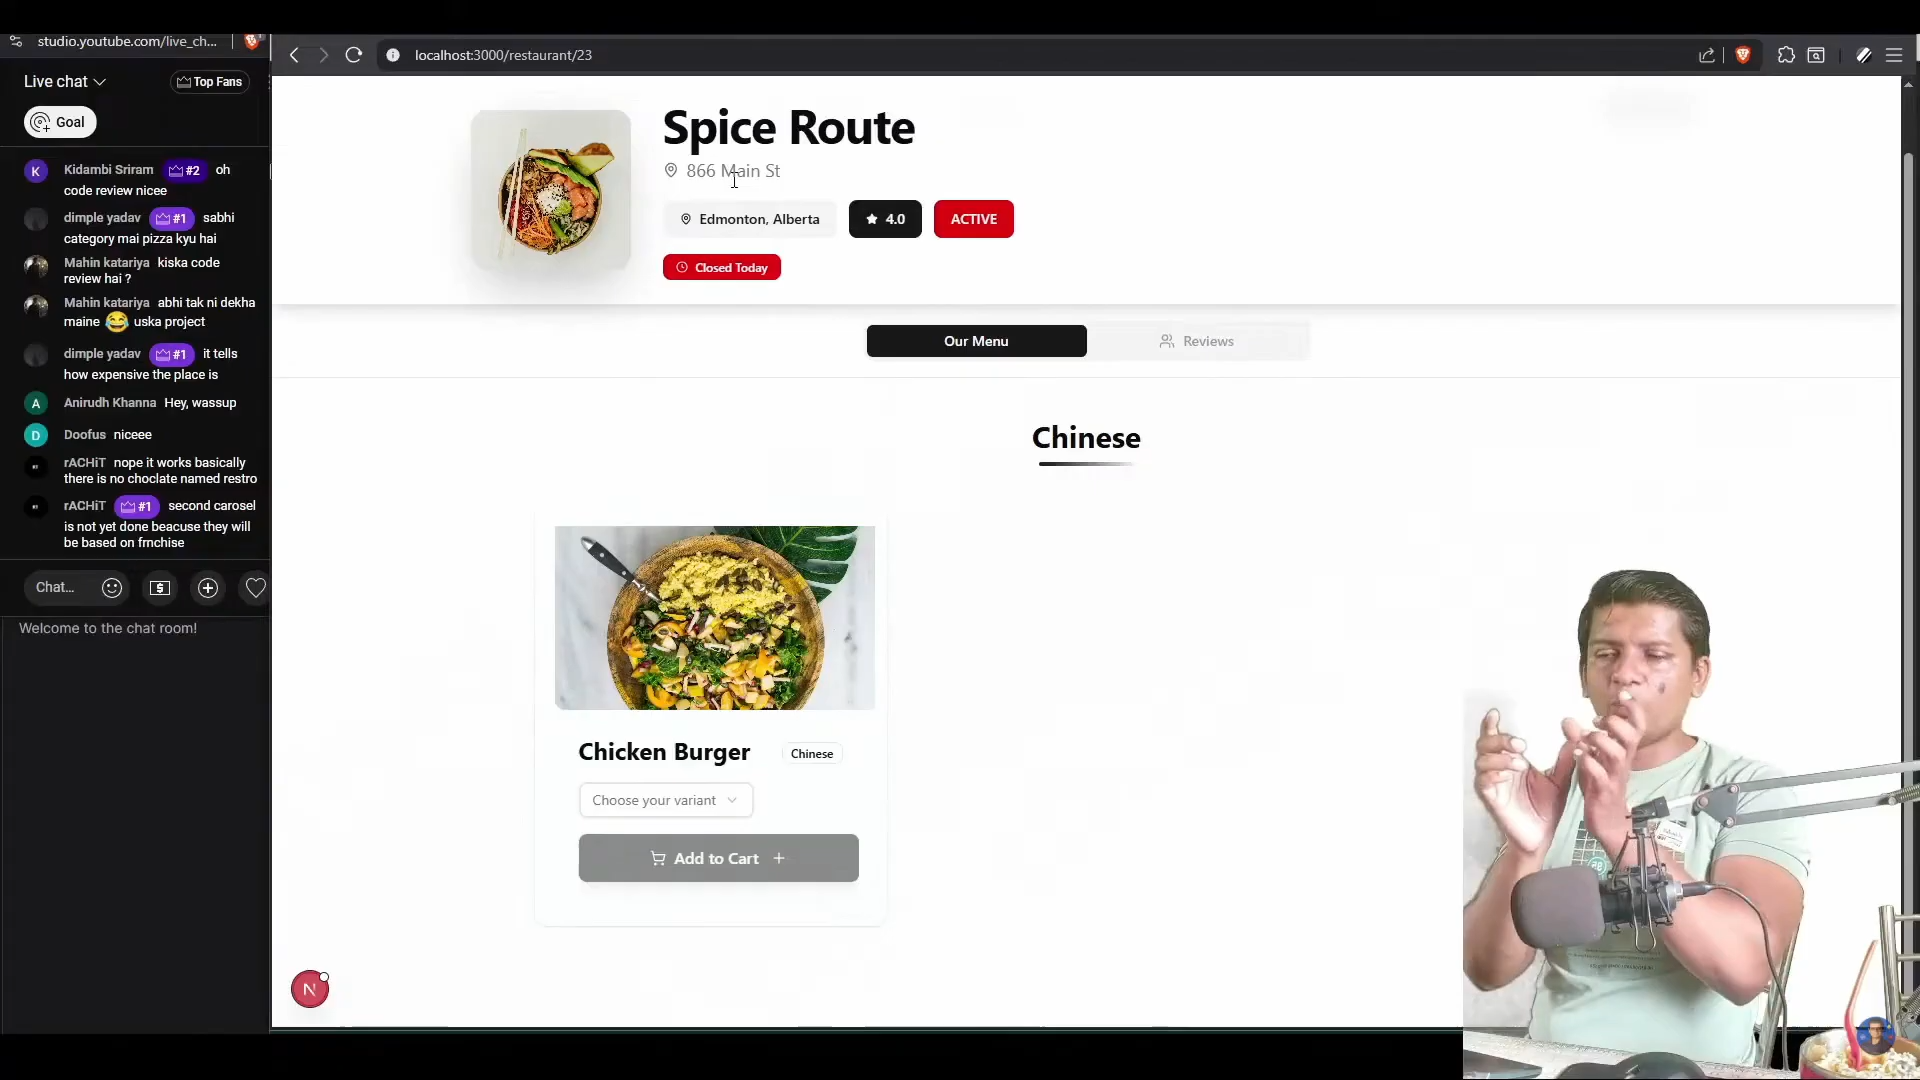 studio.youtube.com/live_ch...
localhost:3000/restaurant/23
Live chat
Top Fans
Goal
Kidambi Sriram #2 oh
code review nicee
dimple yadav #1 sabhi
category mai pizza kyu hai
Mahin katariya kiska code
review hai ?
Mahin katariya abhi tak ni dekha
maine 😂 uska project
dimple yadav #1 it tells
how expensive the place is
A Anirudh Khanna Hey, wassup
D Doofus niceee
rACHiT nope it works basically
there is no choclate named restro
rACHiT #1 second carosel
is not yet done beacuse they will
be based on frnchise
Chat...
Welcome to the chat room!
K
Spice Route
866 Main St
Edmonton, Alberta
4.0
ACTIVE
Closed Today
Our Menu
Reviews
Chinese
Chicken Burger
Chinese
Choose your variant
Add to Cart +
N